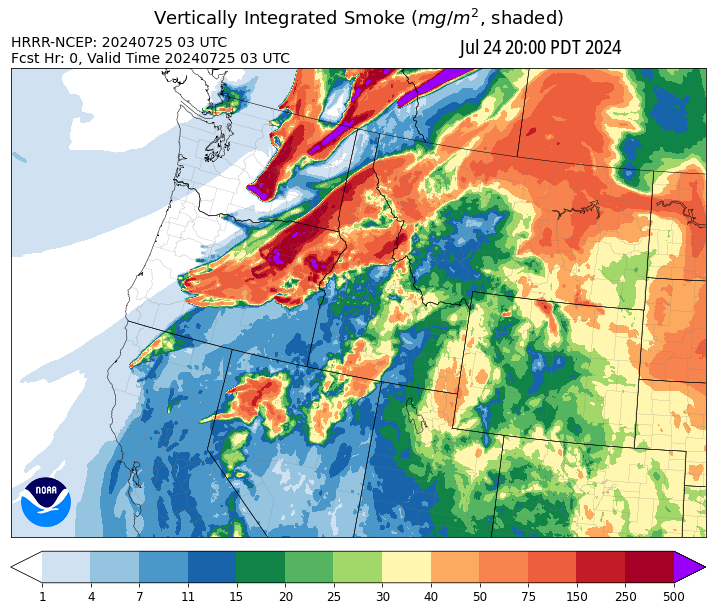 Vertically Integrated Smoke (mg/m², shaded)
HRRR-NCEP: 20240725 03 UTC
Jul 24 20:00 PDT 2024
Fcst Hr: 0, Valid Time 20240725 03 UTC
NOAA
1 4 7 11 15 20 25 30 40 50 75 150 250 500